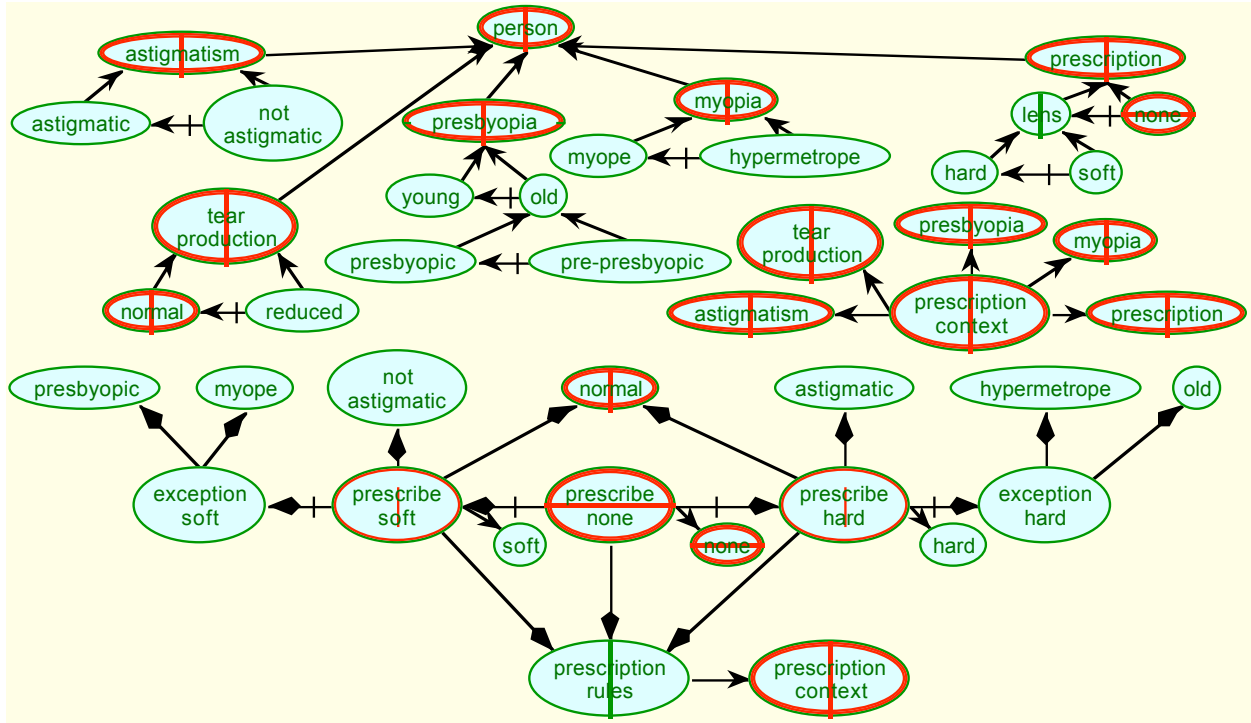 person
astigmatism
prescription
myopia
presbyopia
lens
none
astigmatic
not
astigmatic
myope
hypermetrope
hard
soft
young
old
tear
production
presbyopia
tear
production
myopia
presbyopic
pre-presbyopic
normal
reduced
astigmatism
prescription
context
prescription
presbyopic
myope
not
astigmatic
normal
astigmatic
hypermetrope
old
exception
soft
prescribe
soft
prescribe
none
prescribe
hard
exception
hard
soft
none
hard
prescription
rules
prescription
context